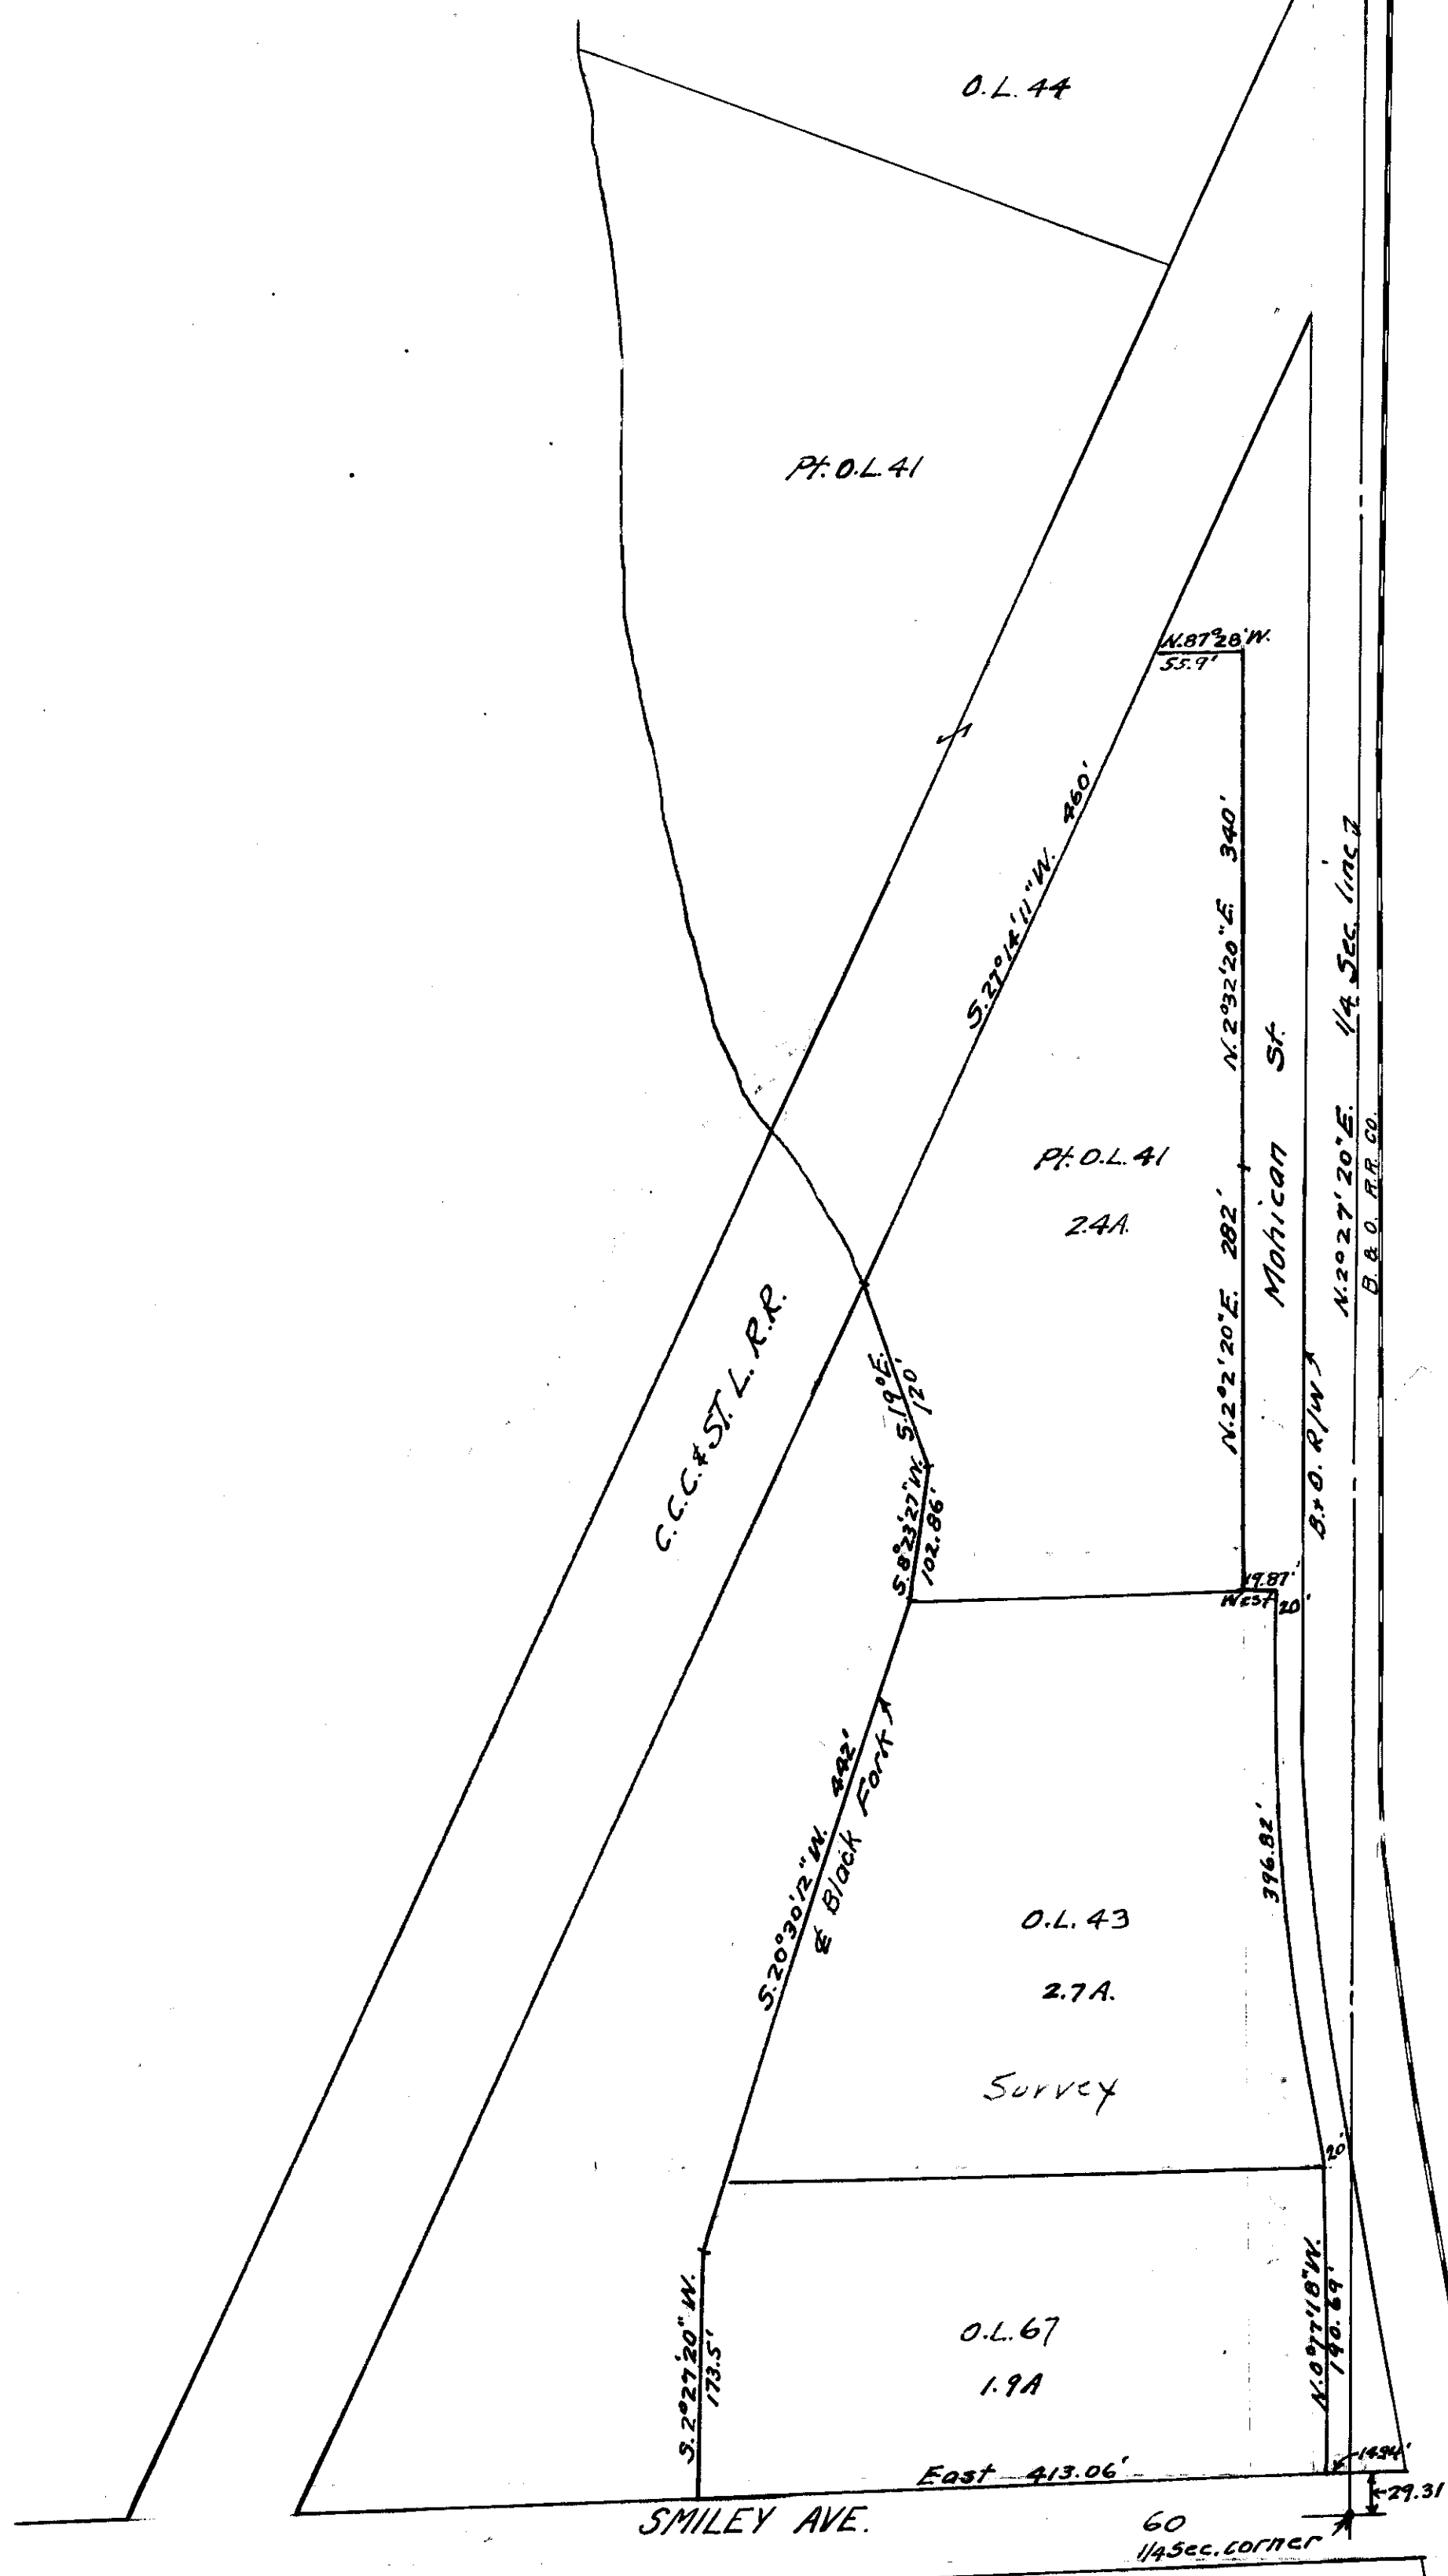 O.L. 44
Pt. O.L. 41
N.87°28'W.
55.9'
S.27°14'11"W. 460'
N.2°32'20"E. 340'
N.2°27'20"E. 1/4 Sec. line
B. & O. R.R. CO.
Mohican St.
Pt. O.L. 41
2.4A.
N.2°2'20"E. 282'
C.C.C. & ST. L. R.R.
S.19°E.
120'
S.8°23'27"W.
102.86'
B.&O. R/W
19.87'
West
20'
S.20°30'12"W. 442'
℄ Black Fork
396.82'
O.L. 43
2.7A.
Survey
20'
S.2°27'20"W.
173.5'
O.L. 67
1.9A
190.69'
East 413.06'
14.94'
29.31
SMILEY AVE.
60
1/4 Sec. corner